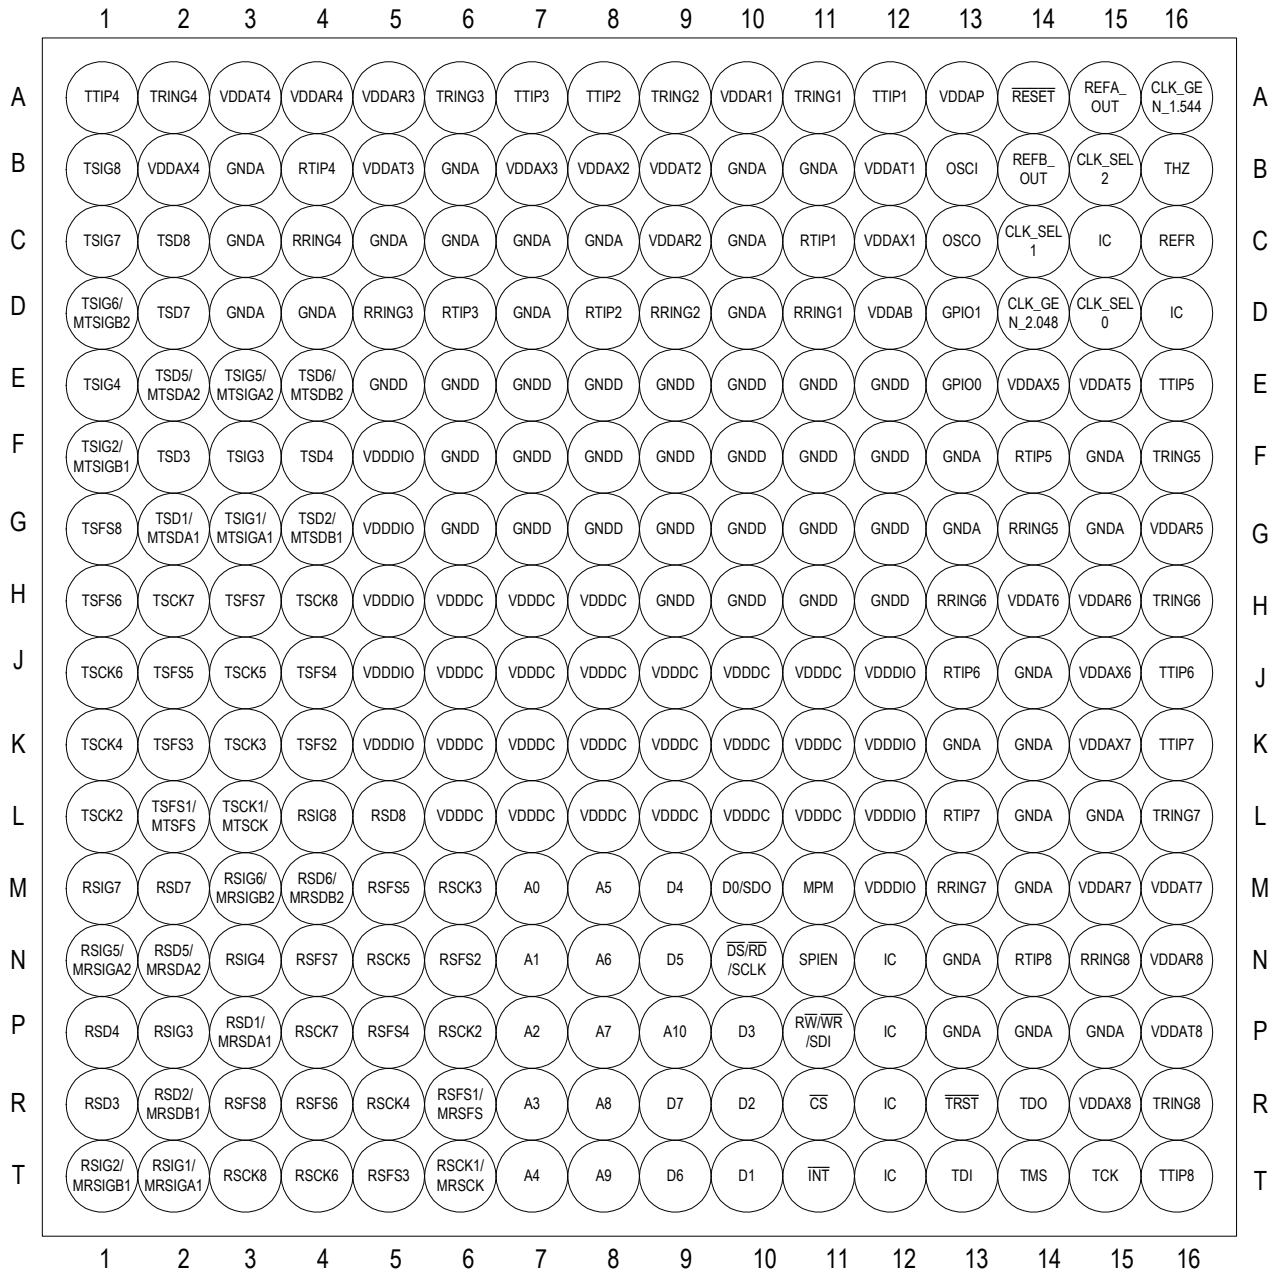 1 2 3 4 5 6 7 8 9 10 11 12 13 14 15 16
A TTIP4 TRING4 VDDAT4 VDDAR4 VDDAR3 TRING3 TTIP3 TTIP2 TRING2 VDDAR1 TRING1 TTIP1 VDDAP RESET REFA_ OUT CLK_GE N_1.544 A
B TSIG8 VDDAX4 GNDA RTIP4 VDDAT3 GNDA VDDAX3 VDDAX2 VDDAT2 GNDA GNDA VDDAT1 OSCI REFB_ OUT CLK_SEL 2 THZ B
C TSIG7 TSD8 GNDA RRING4 GNDA GNDA GNDA GNDA VDDAR2 GNDA RTIP1 VDDAX1 OSCO CLK_SEL 1 IC REFR C
D TSIG6/ MTSIGB2 TSD7 GNDA GNDA RRING3 RTIP3 GNDA RTIP2 RRING2 GNDA RRING1 VDDAB GPIO1 CLK_GE N_2.048 CLK_SEL 0 IC D
E TSIG4 TSD5/ MTSDA2 TSIG5/ MTSIGA2 TSD6/ MTSDB2 GNDD GNDD GNDD GNDD GNDD GNDD GNDD GNDD GPIO0 VDDAX5 VDDAT5 TTIP5 E
F TSIG2/ MTSIGB1 TSD3 TSIG3 TSD4 VDDDIO GNDD GNDD GNDD GNDD GNDD GNDD GNDD GNDA RTIP5 GNDA TRING5 F
G TSFS8 TSD1/ MTSDA1 TSIG1/ MTSIGA1 TSD2/ MTSDB1 VDDDIO GNDD GNDD GNDD GNDD GNDD GNDD GNDD GNDA RRING5 GNDA VDDAR5 G
H TSFS6 TSCK7 TSFS7 TSCK8 VDDDIO VDDDC VDDDC VDDDC GNDD GNDD GNDD GNDD RRING6 VDDAT6 VDDAR6 TRING6 H
J TSCK6 TSFS5 TSCK5 TSFS4 VDDDIO VDDDC VDDDC VDDDC VDDDC VDDDC VDDDC VDDDIO RTIP6 GNDA VDDAX6 TTIP6 J
K TSCK4 TSFS3 TSCK3 TSFS2 VDDDIO VDDDC VDDDC VDDDC VDDDC VDDDC VDDDC VDDDIO GNDA GNDA VDDAX7 TTIP7 K
L TSCK2 TSFS1/ MTSFS TSCK1/ MTSCK RSIG8 RSD8 VDDDC VDDDC VDDDC VDDDC VDDDC VDDDC VDDDIO RTIP7 GNDA GNDA TRING7 L
M RSIG7 RSD7 RSIG6/ MRSIGB2 RSD6/ MRSDB2 RSFS5 RSCK3 A0 A5 D4 D0/SDO MPM VDDDIO RRING7 GNDA VDDAR7 VDDAT7 M
N RSIG5/ MRSIGA2 RSD5/ MRSDA2 RSIG4 RSFS7 RSCK5 RSFS2 A1 A6 D5 DS/RD /SCLK SPIEN IC GNDA RTIP8 RRING8 VDDAR8 N
P RSD4 RSIG3 RSD1/ MRSDA1 RSCK7 RSFS4 RSCK2 A2 A7 A10 D3 RW/WR /SDI IC GNDA GNDA GNDA VDDAT8 P
R RSD3 RSD2/ MRSDB1 RSFS8 RSFS6 RSCK4 RSFS1/ MRSFS A3 A8 D7 D2 CS IC TRST TDO VDDAX8 TRING8 R
T RSIG2/ MRSIGB1 RSIG1/ MRSIGA1 RSCK8 RSCK6 RSFS3 RSCK1/ MRSCK A4 A9 D6 D1 INT IC TDI TMS TCK TTIP8 T
1 2 3 4 5 6 7 8 9 10 11 12 13 14 15 16